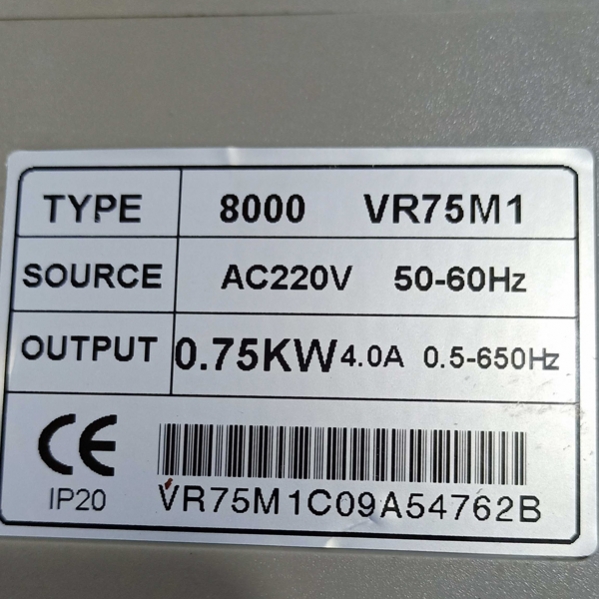 TYPE 8000 VR75M1
SOURCE AC220V 50-60Hz
OUTPUT 0.75KW 4.0A 0.5-650Hz
CE
IP20 VR75M1C09A54762B